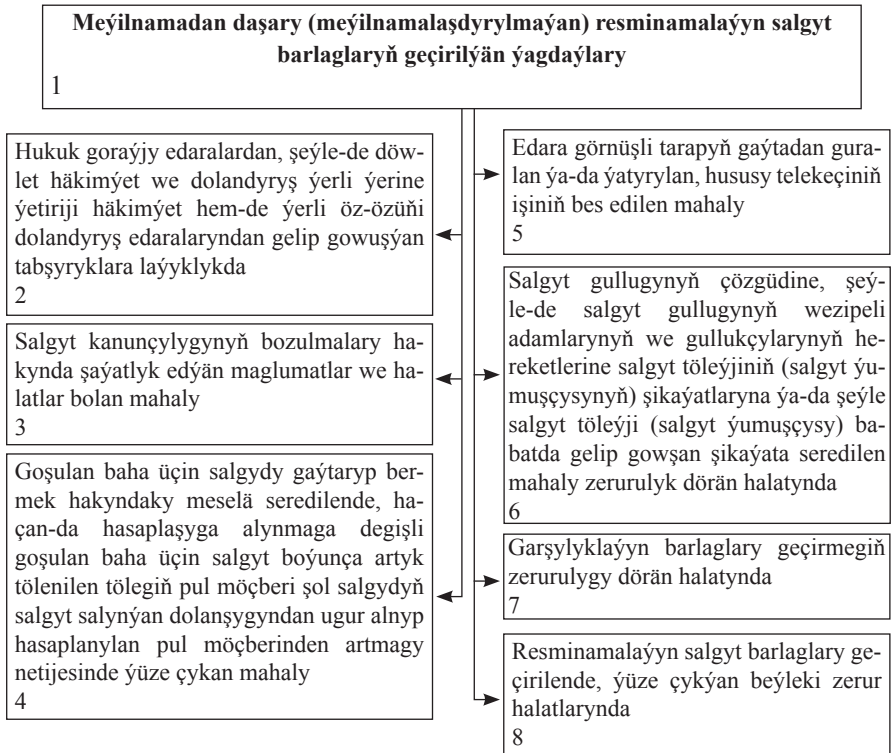 Meýilnamadan daşary (meýilnamalaşdyrylmaýan) resminamalaýyn salgyt
barlaglaryň geçirilýän ýagdaýlary
1
Hukuk goraýjy edaralardan, şeýle-de döw-
let häkimýet we dolandyryş ýerli ýerine
ýetiriji häkimýet hem-de ýerli öz-özüňi
dolandyryş edaralaryndan gelip gowuşýan
tabşyryklara laýyklykda
2
Salgyt kanunçylygynyň bozulmalary ha-
kynda şaýatlyk edýän maglumatlar we ha-
latlar bolan mahaly
3
Goşulan baha üçin salgydy gaýtaryp ber-
mek hakyndaky meselä seredilende, ha-
çan-da hasaplaşyga alynmaga degişli
goşulan baha üçin salgyt boýunça artyk
tölenilen tölegiň pul möçberi şol salgydyň
salgyt salynýan dolanşygyndan ugur alnyp
hasaplanylan pul möçberinden artmagy
netijesinde ýüze çykan mahaly
4
Edara görnüşli tarapyň gaýtadan gura-
lan ýa-da ýatyrylan, hususy telekeçiniň
işiniň bes edilen mahaly
5
Salgyt gullugynyň çözgüdine, şeý-
le-de salgyt gullugynyň wezipeli
adamlarynyň we gullukçylarynyň he-
reketlerine salgyt töleýjiniň (salgyt ýu-
muşçysynyň) şikaýatlaryna ýa-da şeýle
salgyt töleýji (salgyt ýumuşçysy) ba-
batda gelip gowşan şikaýata seredilen
mahaly zerurulyk dörän halatynda
6
Garşylyklaýyn barlaglary geçirmegiň
zerurulygy dörän halatynda
7
Resminamalaýyn salgyt barlaglary ge-
çirilende, ýüze çykýan beýleki zerur
halatlarynda
8